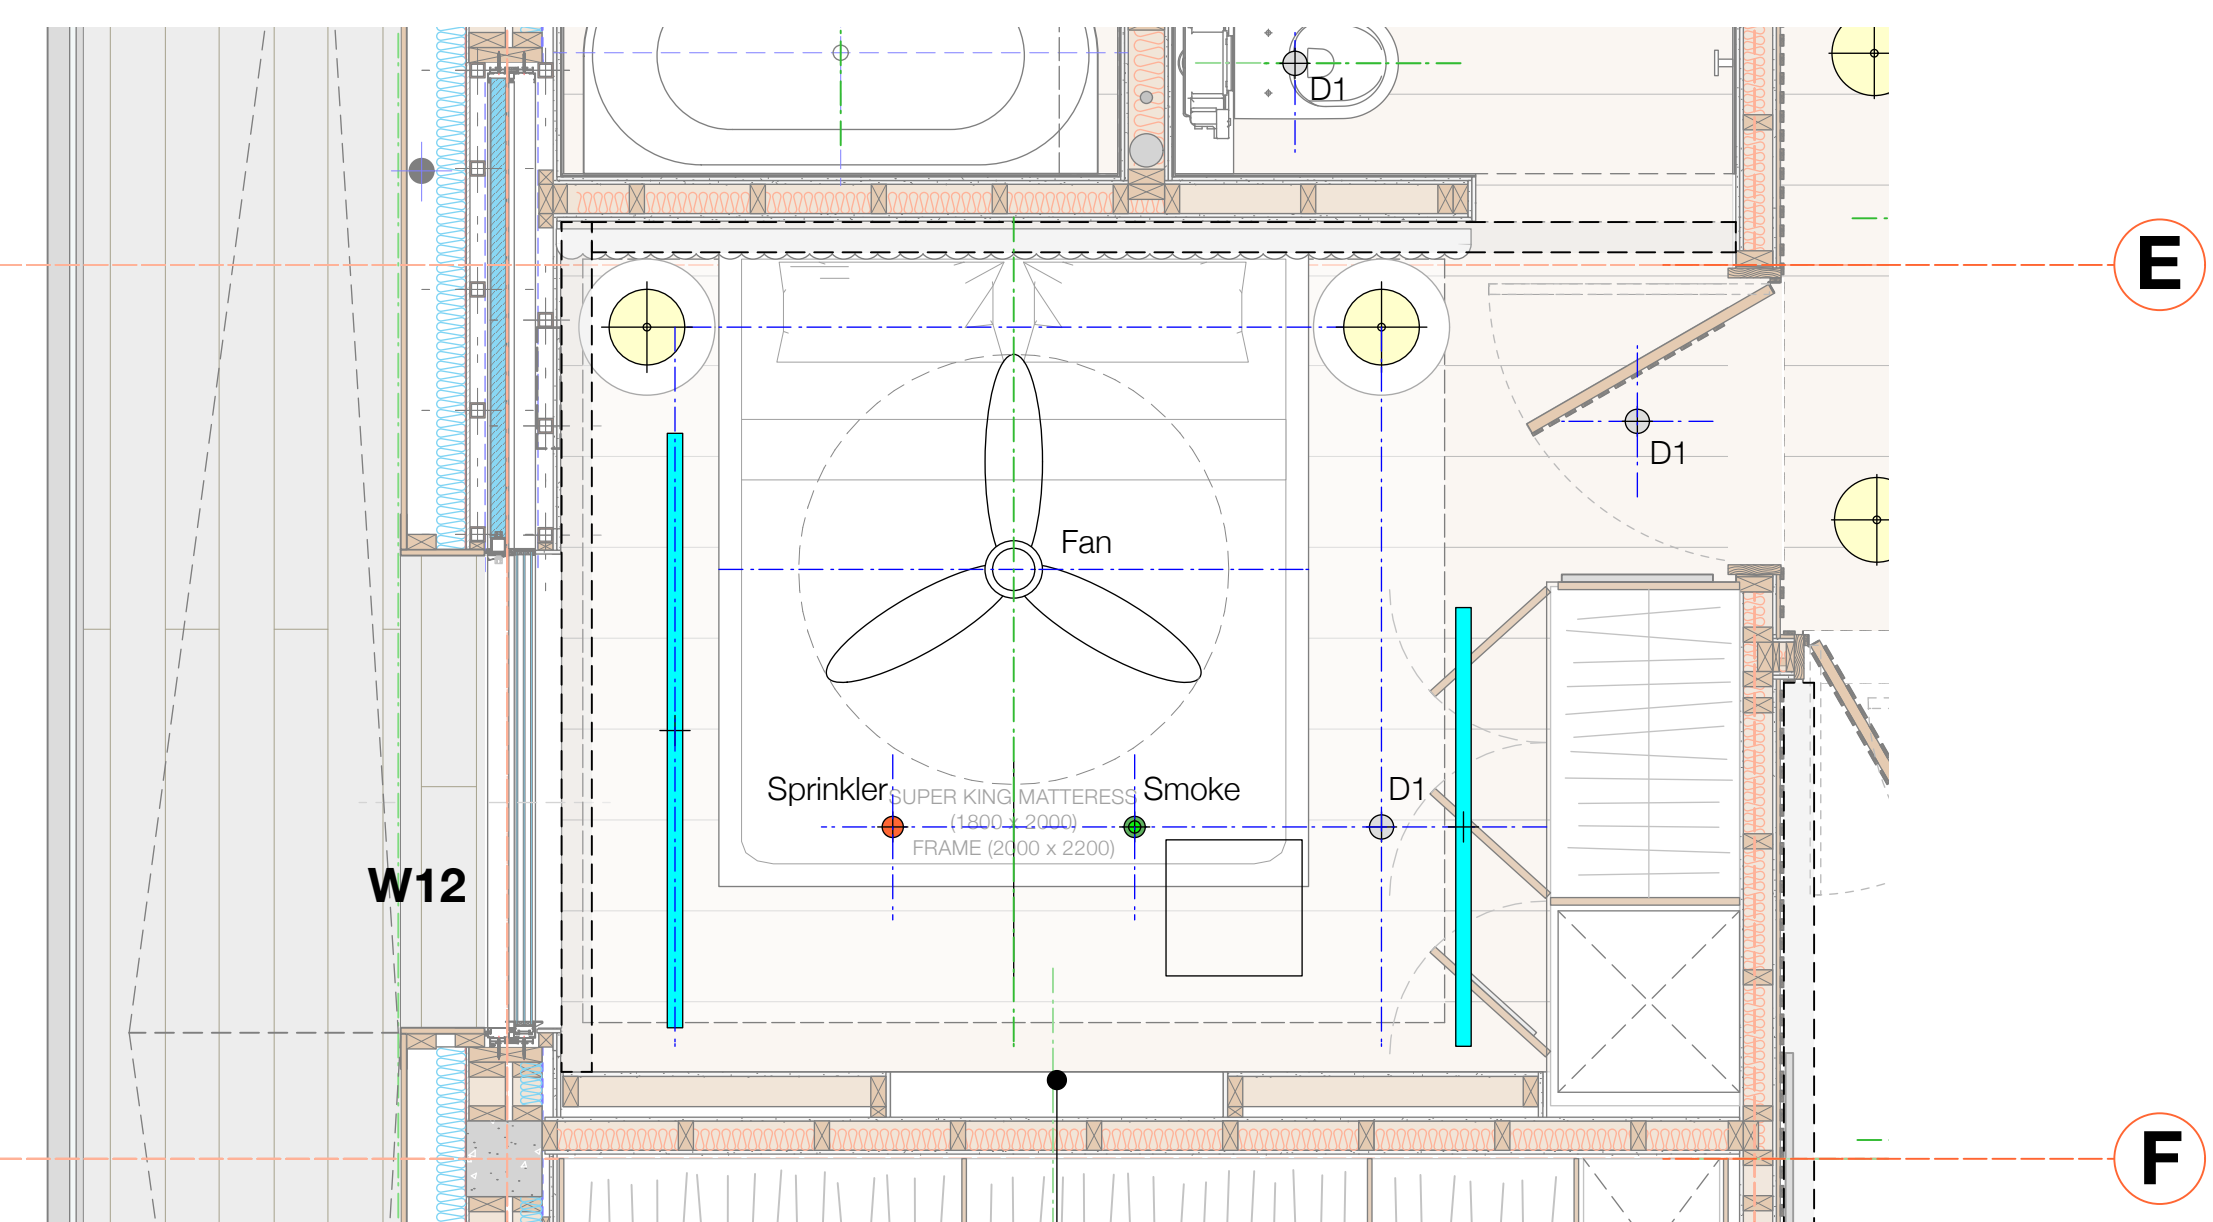 D1
E
D1
Fan
Sprinkler
Smoke
D1
SUPER KING MATTERESS
(1800 x 2000)
FRAME (2000 x 2200)
W12
F